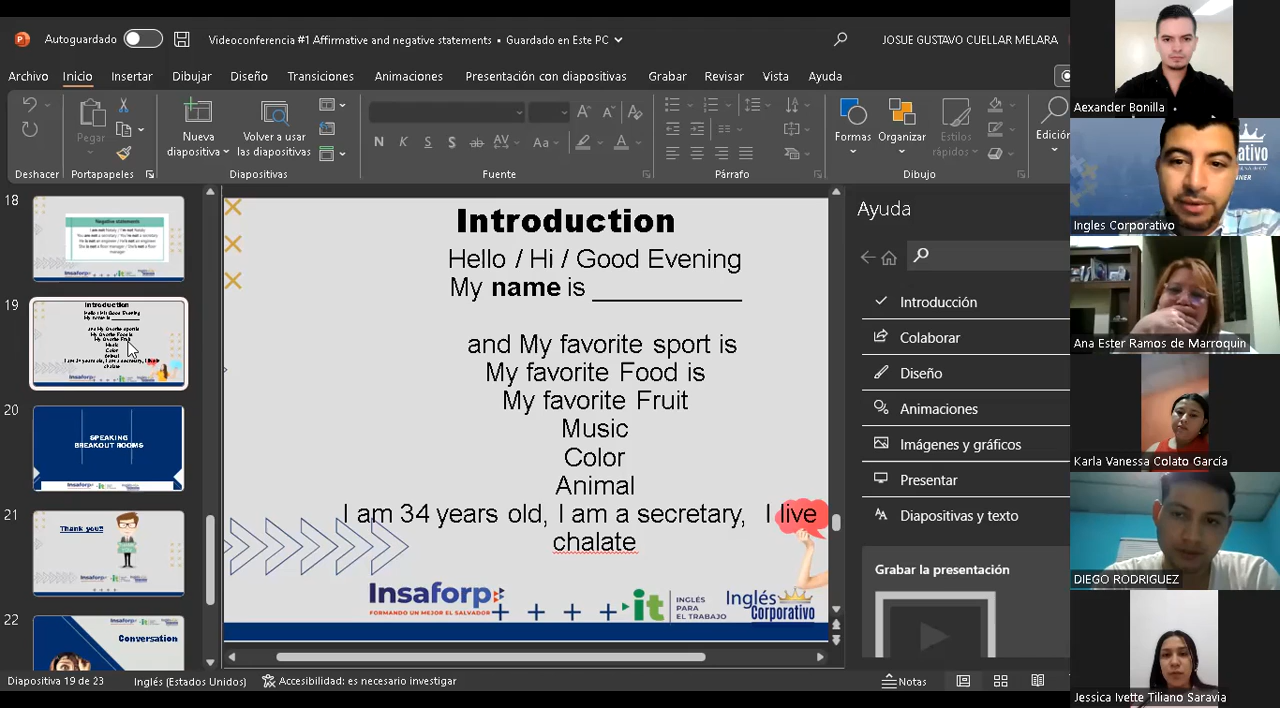 Autoguardado
Videoconferencia #1 Affirmative and negative statements • Guardado en Este PC
JOSUE GUSTAVO CUELLAR MELARA
Archivo Inicio Insertar Dibujar Diseño Transiciones Animaciones Presentación con diapositivas Grabar Revisar Vista Ayuda
Pegar
Nueva diapositiva
Volver a usar las diapositivas
N K S S ab AV Aa A
Formas
Organizar
Estilos rápidos
Edición
Deshacer Portapapeles Diapositivas Fuente Párrafo Dibujo
18
Negative statements
19
Introduction
20
SPEAKING
BREAKOUT ROOMS
21
Thank you!!
22
Conversation
Introduction
Hello / Hi / Good Evening
My name is __________
and My favorite sport is
My favorite Food is
My favorite Fruit
Music
Color
Animal
I am 34 years old, I am a secretary, I live
chalate
Insaforp
FORMANDO UN MEJOR EL SALVADOR
it
INGLÉS
PARA
EL TRABAJO
Inglés
Corporativo
Ayuda
Introducción
Colaborar
Diseño
Animaciones
Imágenes y gráficos
Presentar
Diapositivas y texto
Grabar la presentación
Diapositiva 19 de 23
Inglés (Estados Unidos)
Accesibilidad: es necesario investigar
Notas
Aexander Bonilla
Ingles Corporativo
Ana Ester Ramos de Marroquin
Karla Vanessa Colato García
DIEGO RODRIGUEZ
Jessica Ivette Tiliano Saravia